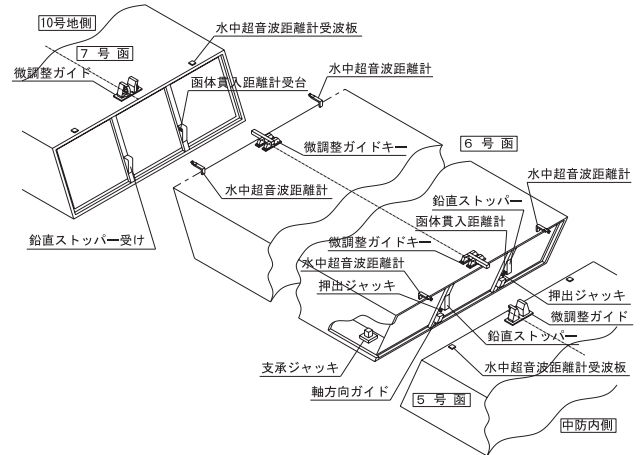 10号地側
水中超音波距離計受波板
７ 号 函
微調整ガイド
函体貫入距離計受台
水中超音波距離計
微調整ガイドキー
６ 号 函
水中超音波距離計
鉛直ストッパー
水中超音波距離計
函体貫入距離計
鉛直ストッパー受け
微調整ガイドキー
水中超音波距離計
押出ジャッキ
押出ジャッキ
微調整ガイド
鉛直ストッパー
支承ジャッキ
水中超音波距離計受波板
軸方向ガイド
５ 号 函
中防内側